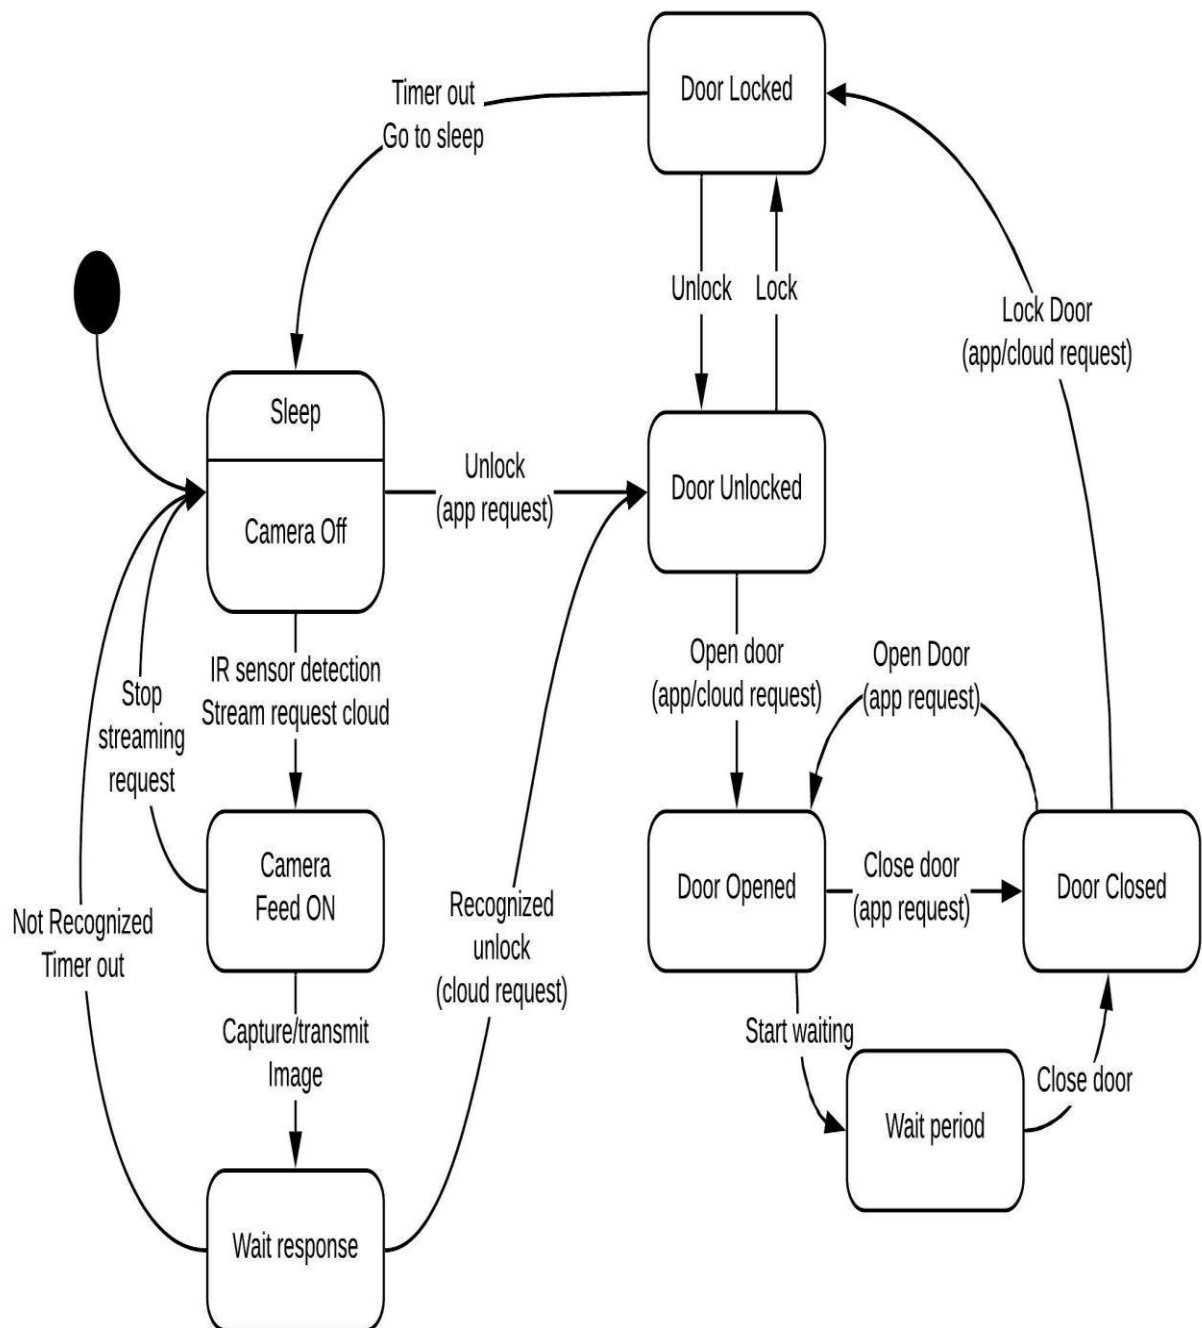 Door Locked
Timer out
Go to sleep
Unlock
Lock
Lock Door
(app/cloud request)
Sleep
Camera Off
Unlock
(app request)
Door Unlocked
IR sensor detection
Stream request cloud
Stop
streaming
request
Open door
(app/cloud request)
Open Door
(app request)
Camera
Feed ON
Not Recognized
Timer out
Recognized
unlock
(cloud request)
Door Opened
Close door
(app request)
Door Closed
Capture/transmit
Image
Start waiting
Wait period
Close door
Wait response